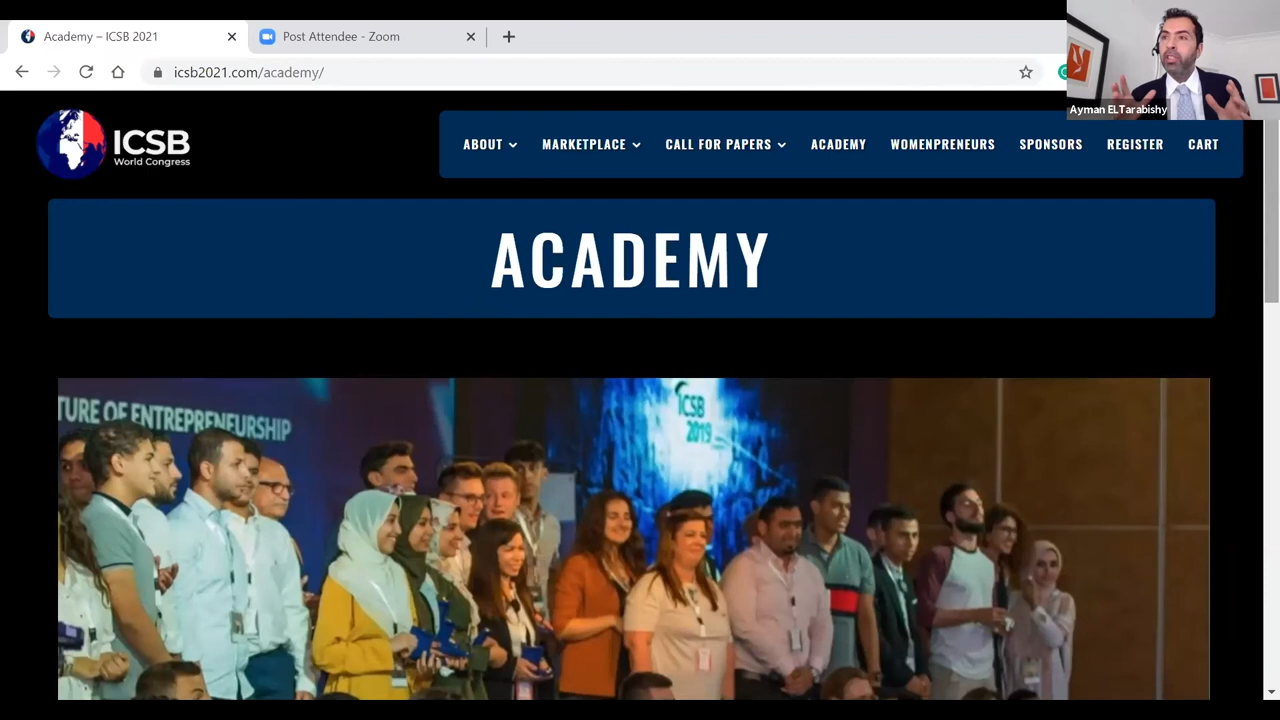 Academy – ICSB 2021
Post Attendee - Zoom
icsb2021.com/academy/
Ayman ELTarabishy
ICSB
World Congress
ABOUT
MARKETPLACE
CALL FOR PAPERS
ACADEMY
WOMENPRENEURS
SPONSORS
REGISTER
CART
ACADEMY
TURE OF ENTREPRENEURSHIP
ICSB
2019